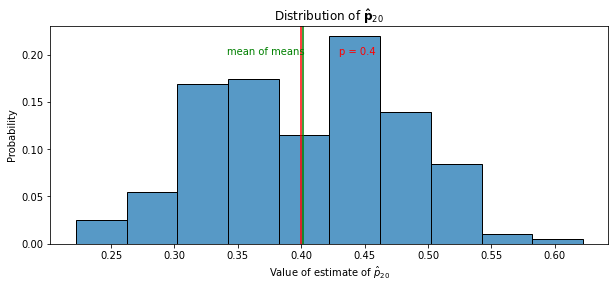 Distribution of p̂₂₀
Probability
0.20
0.15
0.10
0.05
0.00
mean of means
p = 0.4
0.25 0.30 0.35 0.40 0.45 0.50 0.55 0.60
Value of estimate of p̂₂₀